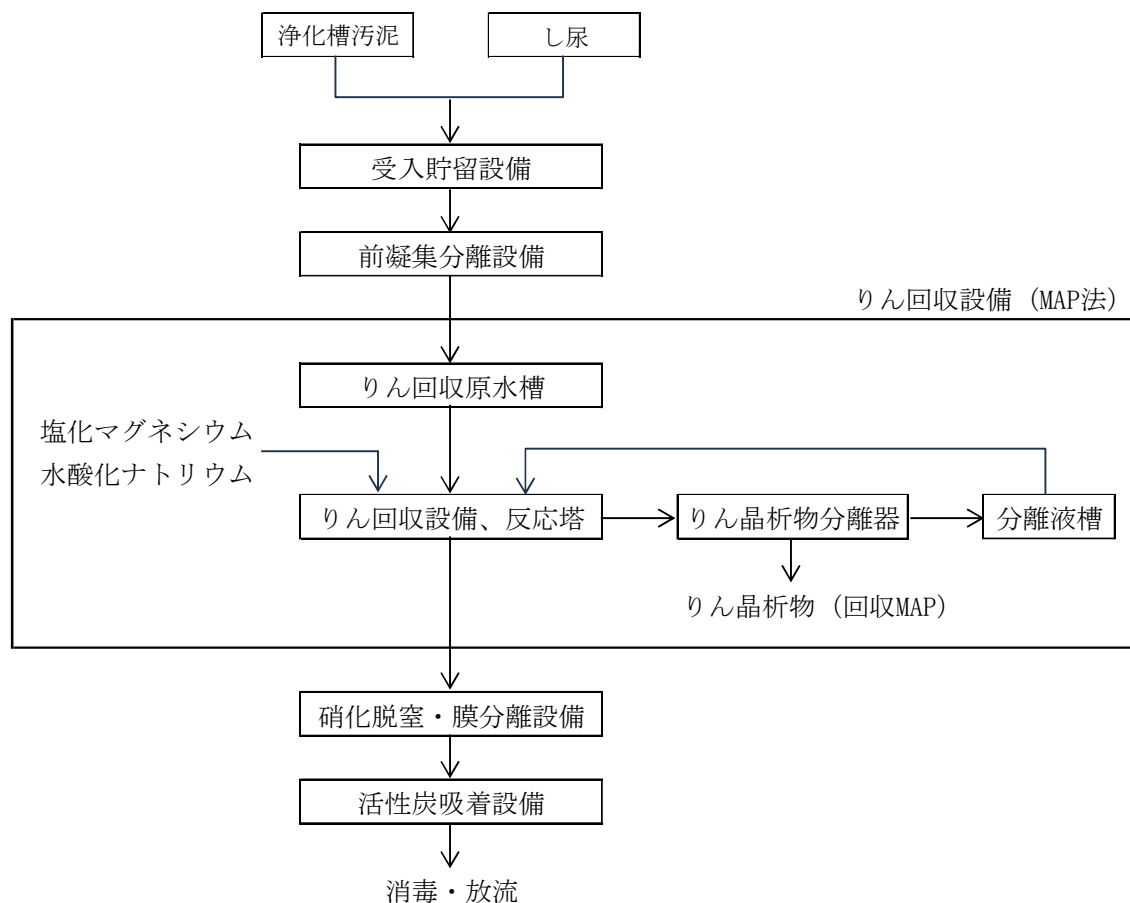 浄化槽汚泥
し尿
受入貯留設備
前凝集分離設備
りん回収設備 (MAP法)
りん回収原水槽
塩化マグネシウム
水酸化ナトリウム
りん回収設備、反応塔
りん晶析物分離器
分離液槽
りん晶析物 (回収MAP)
硝化脱窒・膜分離設備
活性炭吸着設備
消毒・放流